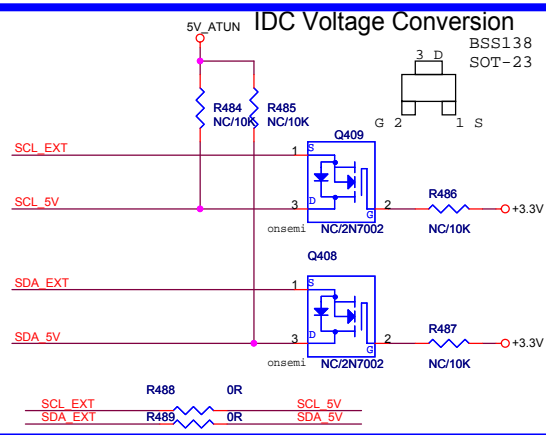 IDC Voltage Conversion
5V_ATUN
BSS138
SOT-23
3 D
G 2
1 S
R484
NC/10K
R485
NC/10K
Q409
SCL_EXT
1
S
SCL_5V
3
D
2
G
R486
NC/10K
+3.3V
onsemi
NC/2N7002
Q408
SDA_EXT
1
S
SDA_5V
3
D
2
G
R487
NC/10K
+3.3V
onsemi
NC/2N7002
R488
0R
SCL_EXT
SCL_5V
SDA_EXT
R489
0R
SDA_5V